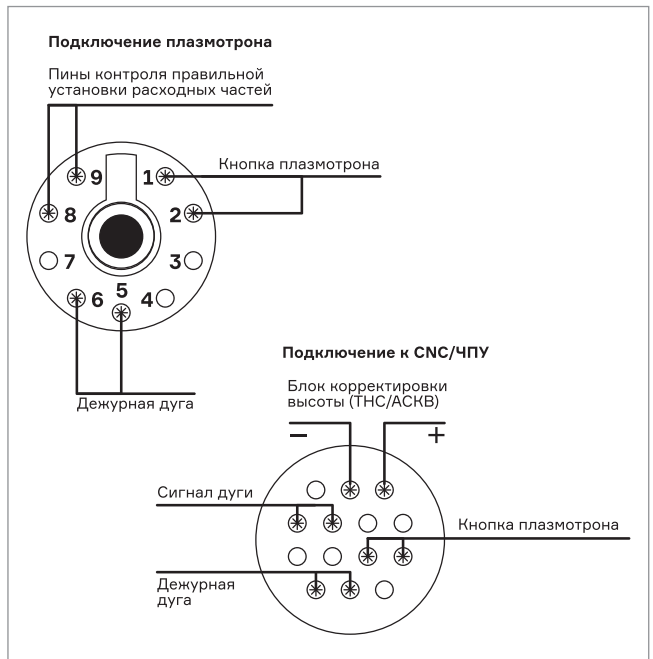 Подключение плазмотрона
Пины контроля правильной
установки расходных частей
Кнопка плазмотрона
9
1
8
2
7
3
6
5
4
Дежурная дуга
Подключение к CNC/ЧПУ
Блок корректировки
высоты (ТНС/АСКВ)
−
+
Сигнал дуги
Кнопка плазмотрона
Дежурная
дуга